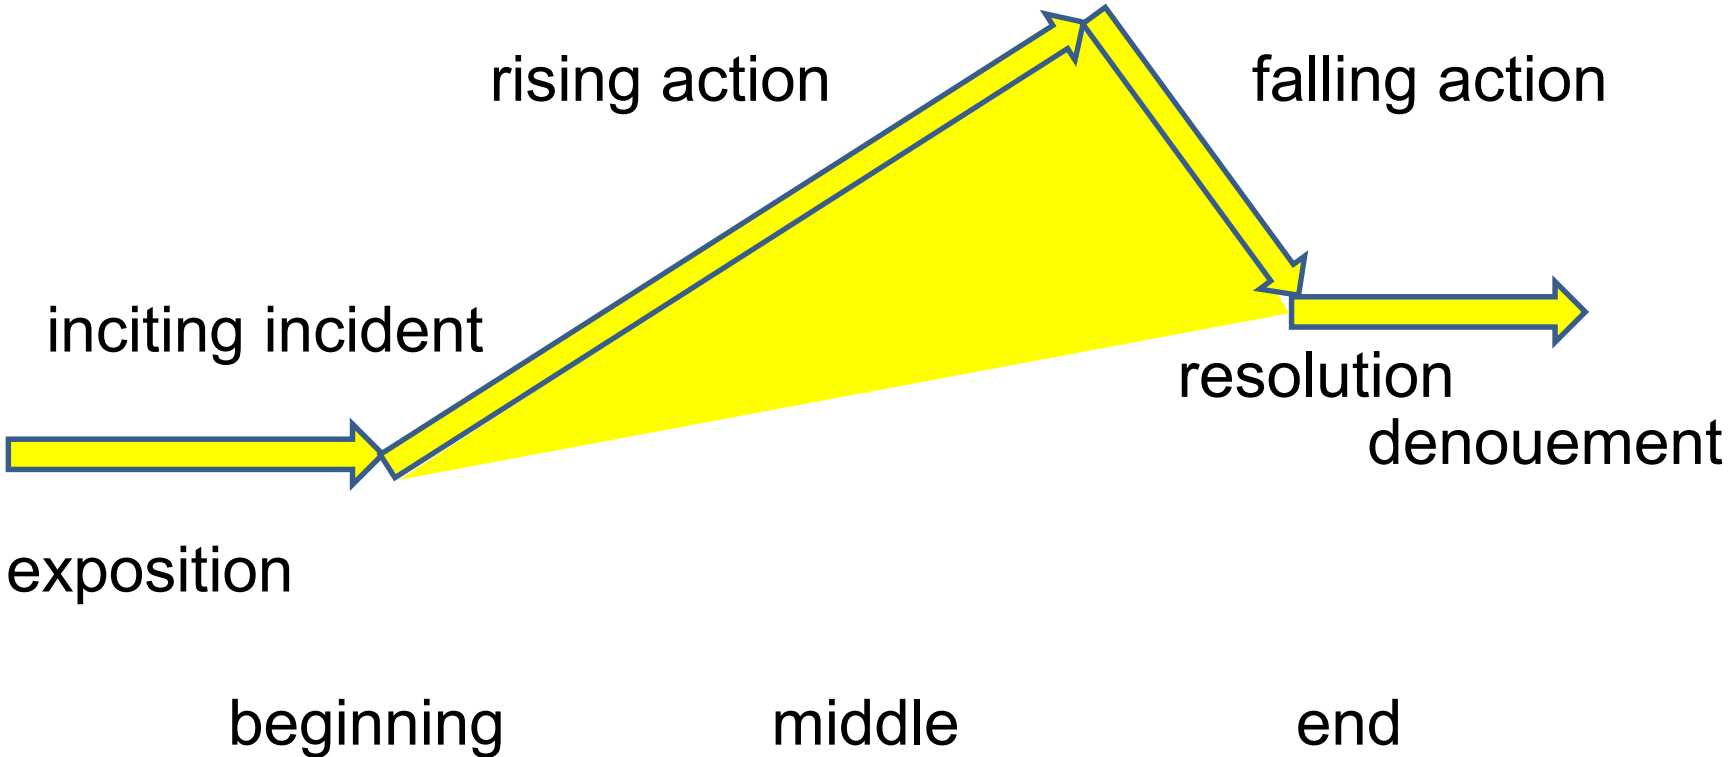 rising action
falling action
inciting incident
resolution
denouement
exposition
beginning
middle
end